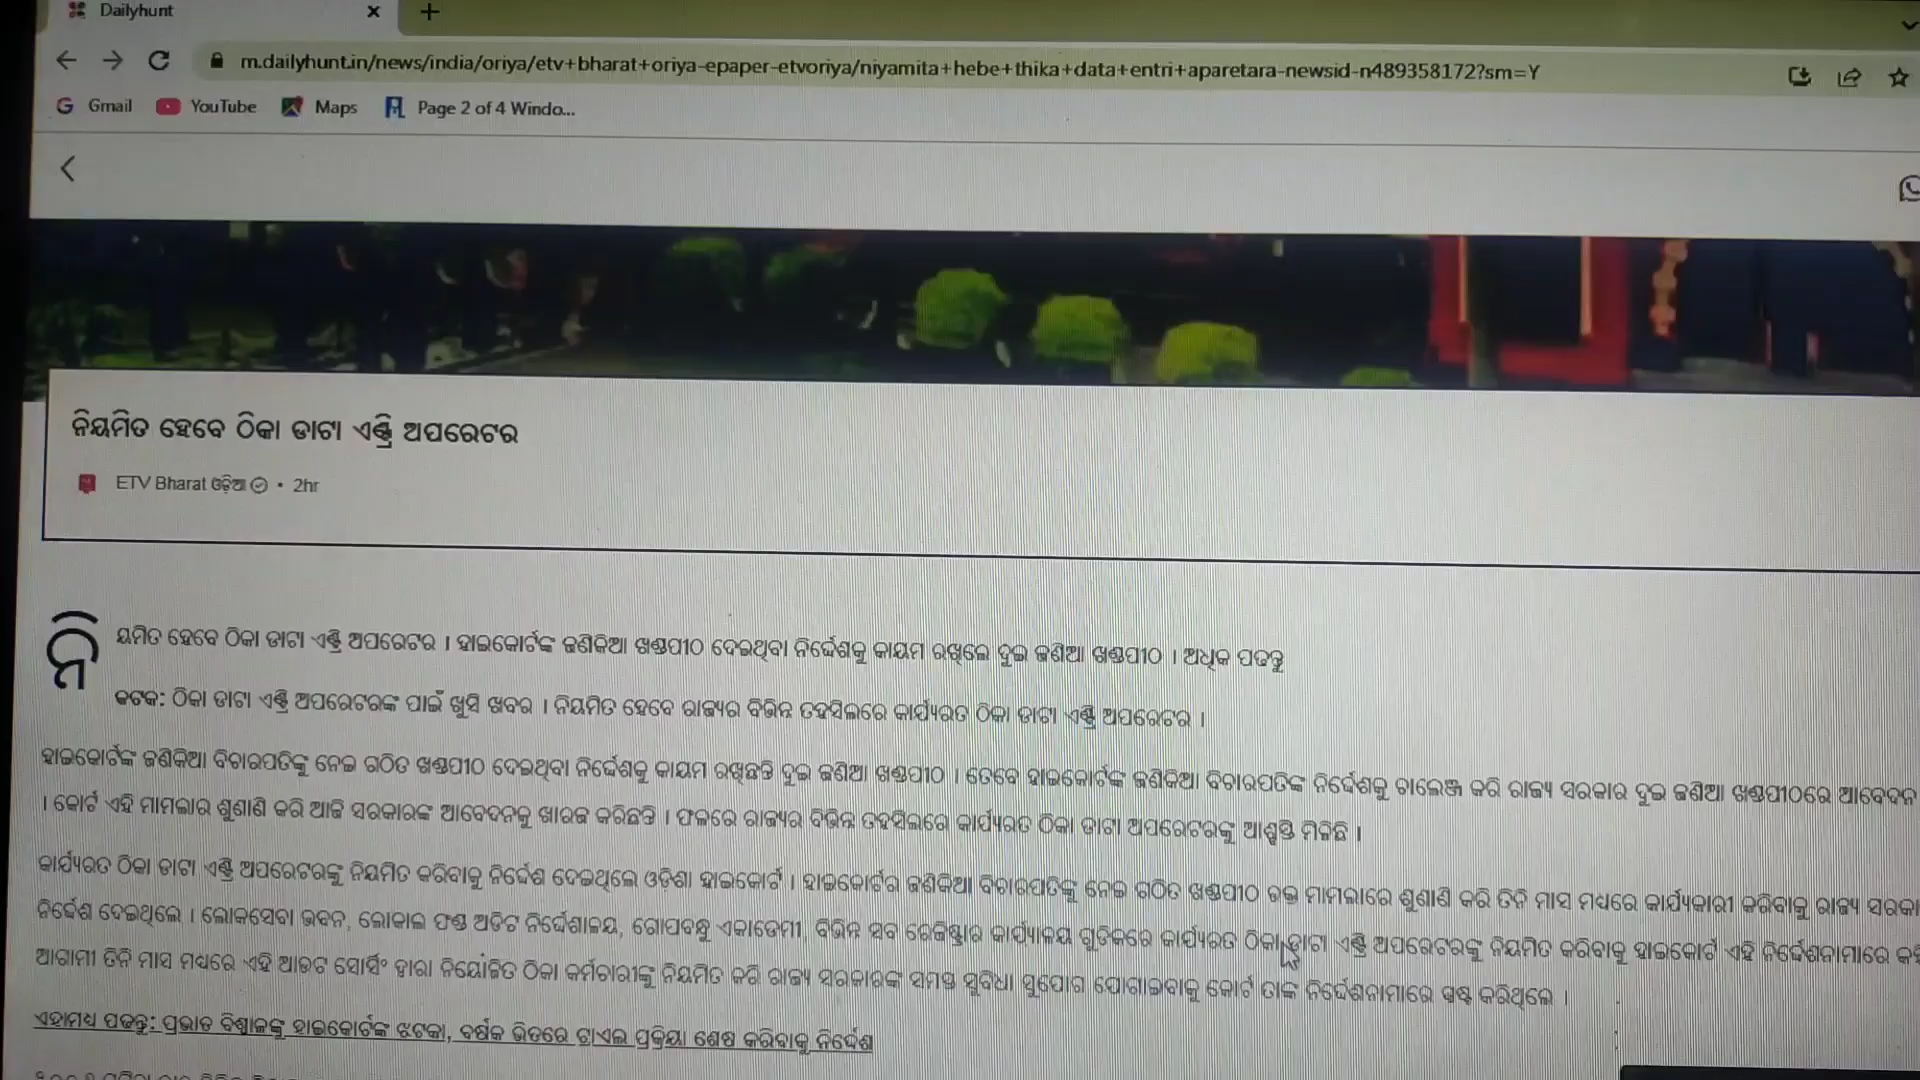 Dailyhunt
m.dailyhunt.in/news/india/oriya/etv+bharat+oriya-epaper-etvoriya/niyamita+hebe+thika+data+entri+aparetara-newsid-n489358172?sm=Y
Gmail YouTube Maps Page 2 of 4 Windo...
ନିୟମିତ ହେବେ ଠିକା ଡାଟା ଏଣ୍ଟ୍ରି ଅପରେଟର
ETV Bharat ଓଡ଼ିଆ • 2hr
ନିୟମିତ ହେବେ ଠିକା ଡାଟା ଏଣ୍ଟ୍ରି ଅପରେଟର । ହାଇକୋର୍ଟଙ୍କ ଜଣିକିଆ ଖଣ୍ଡପୀଠ ଦେଇଥିବା ନିର୍ଦ୍ଦେଶକୁ କାୟମ ରଖିଲେ ଦୁଇ ଜଣିଆ ଖଣ୍ଡପୀଠ । ଅଧିକ ପଢନ୍ତୁ
କଟକ: ଠିକା ଡାଟା ଏଣ୍ଟ୍ରି ଅପରେଟରଙ୍କ ପାଇଁ ଖୁସି ଖବର । ନିୟମିତ ହେବେ ରାଜ୍ୟର ବିଭିନ୍ନ ତହସିଲରେ କାର୍ଯ୍ୟରତ ଠିକା ଡାଟା ଏଣ୍ଟ୍ରି ଅପରେଟର ।
ହାଇକୋର୍ଟଙ୍କ ଜଣିକିଆ ବିଚାରପତିଙ୍କୁ ନେଇ ଗଠିତ ଖଣ୍ଡପୀଠ ଦେଇଥିବା ନିର୍ଦ୍ଦେଶକୁ କାୟମ ରଖିଛନ୍ତି ଦୁଇ ଜଣିଆ ଖଣ୍ଡପୀଠ । ତେବେ ହାଇକୋର୍ଟଙ୍କ ଜଣିକିଆ ବିଚାରପତିଙ୍କ ନିର୍ଦ୍ଦେଶକୁ ଚାଲେଞ୍ଜ କରି ରାଜ୍ୟ ସରକାର ଦୁଇ ଜଣିଆ ଖଣ୍ଡପୀଠରେ ଆବେଦନ
। କୋର୍ଟ ଏହି ମାମଲାର ଶୁଣାଣି କରି ଆଜି ସରକାରଙ୍କ ଆବେଦନକୁ ଖାରଜ କରିଛନ୍ତି । ଫଳରେ ରାଜ୍ୟର ବିଭିନ୍ନ ତହସିଲରେ କାର୍ଯ୍ୟରତ ଠିକା ଡାଟା ଅପରେଟରଙ୍କୁ ଆଶ୍ୱସ୍ତି ମିଳିଛି ।
କାର୍ଯ୍ୟରତ ଠିକା ଡାଟା ଏଣ୍ଟ୍ରି ଅପରେଟରଙ୍କୁ ନିୟମିତ କରିବାକୁ ନିର୍ଦ୍ଦେଶ ଦେଇଥିଲେ ଓଡ଼ିଶା ହାଇକୋର୍ଟ । ହାଇକୋର୍ଟର ଜଣିକିଆ ବିଚାରପତିଙ୍କୁ ନେଇ ଗଠିତ ଖଣ୍ଡପୀଠ ଉକ୍ତ ମାମଲାରେ ଶୁଣାଣି କରି ତିନି ମାସ ମଧ୍ୟରେ କାର୍ଯ୍ୟକାରୀ କରିବାକୁ ରାଜ୍ୟ
ନିର୍ଦ୍ଦେଶ ଦେଇଥିଲେ । ଲୋକସେବା ଭବନ, ଲୋକାଲ ଫଣ୍ଡ ଅଡିଟ ନିର୍ଦ୍ଦେଶାଳୟ, ଗୋପବନ୍ଧୁ ଏକାଡେମୀ, ବିଭିନ୍ନ ସବ ରେଜିଷ୍ଟ୍ରାର କାର୍ଯ୍ୟାଳୟ ଗୁଡିକରେ କାର୍ଯ୍ୟରତ ଠିକା ଡାଟା ଏଣ୍ଟ୍ରି ଅପରେଟରଙ୍କୁ ନିୟମିତ କରିବାକୁ ହାଇକୋର୍ଟ ଏହି ନିର୍ଦ୍ଦେଶନାମାରେ
ଆଗାମୀ ତିନି ମାସ ମଧ୍ୟରେ ଏହି ଆଉଟ ସୋର୍ସିଂ ଦ୍ୱାରା ନିୟୋଜିତ ଠିକା କର୍ମଚାରୀଙ୍କୁ ନିୟମିତ କରି ରାଜ୍ୟ ସରକାରଙ୍କ ସମସ୍ତ ସୁବିଧା ସୁଯୋଗ ଯୋଗାଇବାକୁ କୋର୍ଟ ତାଙ୍କ ନିର୍ଦ୍ଦେଶନାମାରେ ସ୍ପଷ୍ଟ କରିଥିଲେ ।
ଏହାମଧ୍ୟ ପଢନ୍ତୁ: ପ୍ରଭାତ ବିଶ୍ୱାଳଙ୍କୁ ହାଇକୋର୍ଟଙ୍କ ଝଟକା, ବର୍ଷକ ଭିତରେ ଟ୍ରାଏଲ ପ୍ରକ୍ରିୟା ଶେଷ କରିବାକୁ ନିର୍ଦ୍ଦେଶ